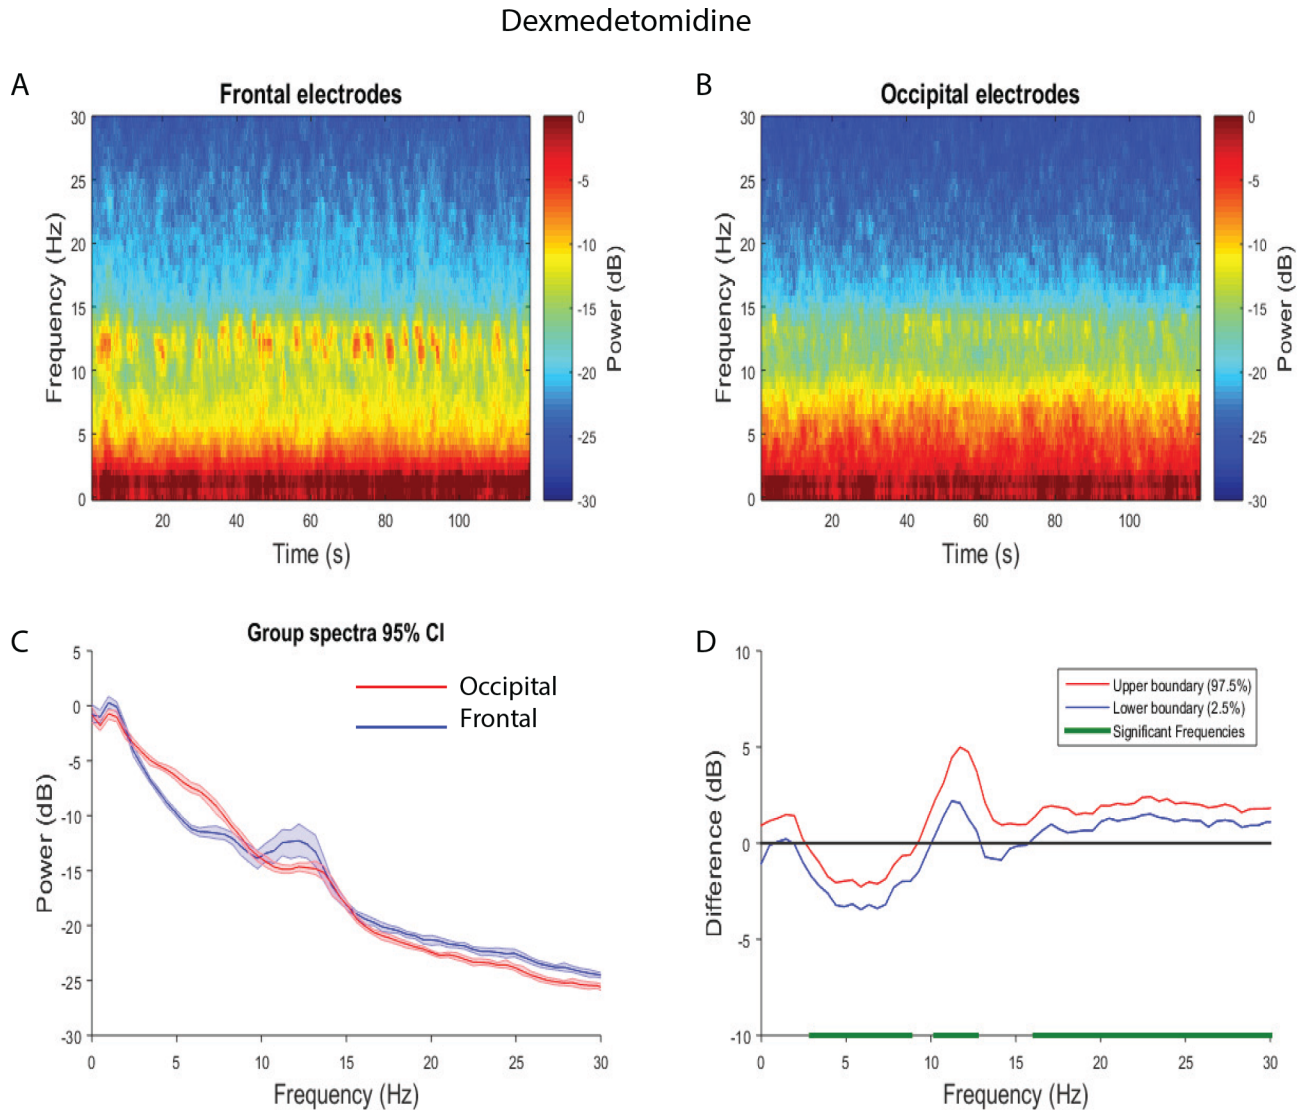 Dexmedetomidine
A
Frontal electrodes
30
25
20
15
10
5
0
Frequency (Hz)
20 40 60 80 100
Time (s)
0
-5
-10
-15
-20
-25
-30
Power (dB)
B
Occipital electrodes
30
25
20
15
10
5
0
Frequency (Hz)
20 40 60 80 100
Time (s)
0
-5
-10
-15
-20
-25
-30
Power (dB)
C
Group spectra 95% CI
Occipital
Frontal
5
0
-5
-10
-15
-20
-25
-30
Power (dB)
0 5 10 15 20 25 30
Frequency (Hz)
D
Upper boundary (97.5%)
Lower boundary (2.5%)
Significant Frequencies
10
5
0
-5
-10
Difference (dB)
0 5 10 15 20 25 30
Frequency (Hz)